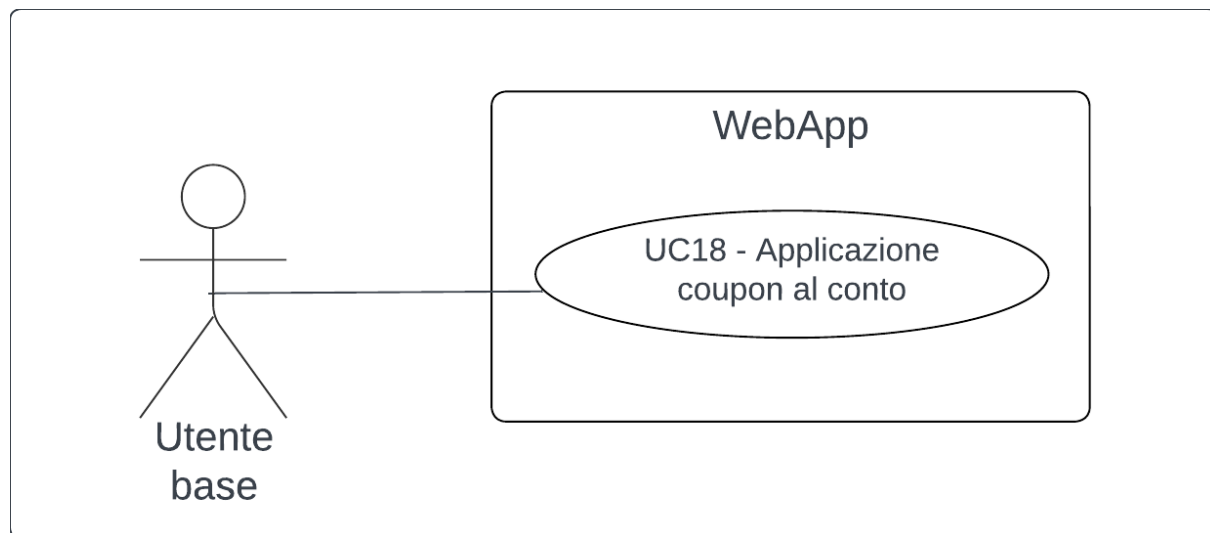 WebApp
UC18 - Applicazione
coupon al conto
Utente
base